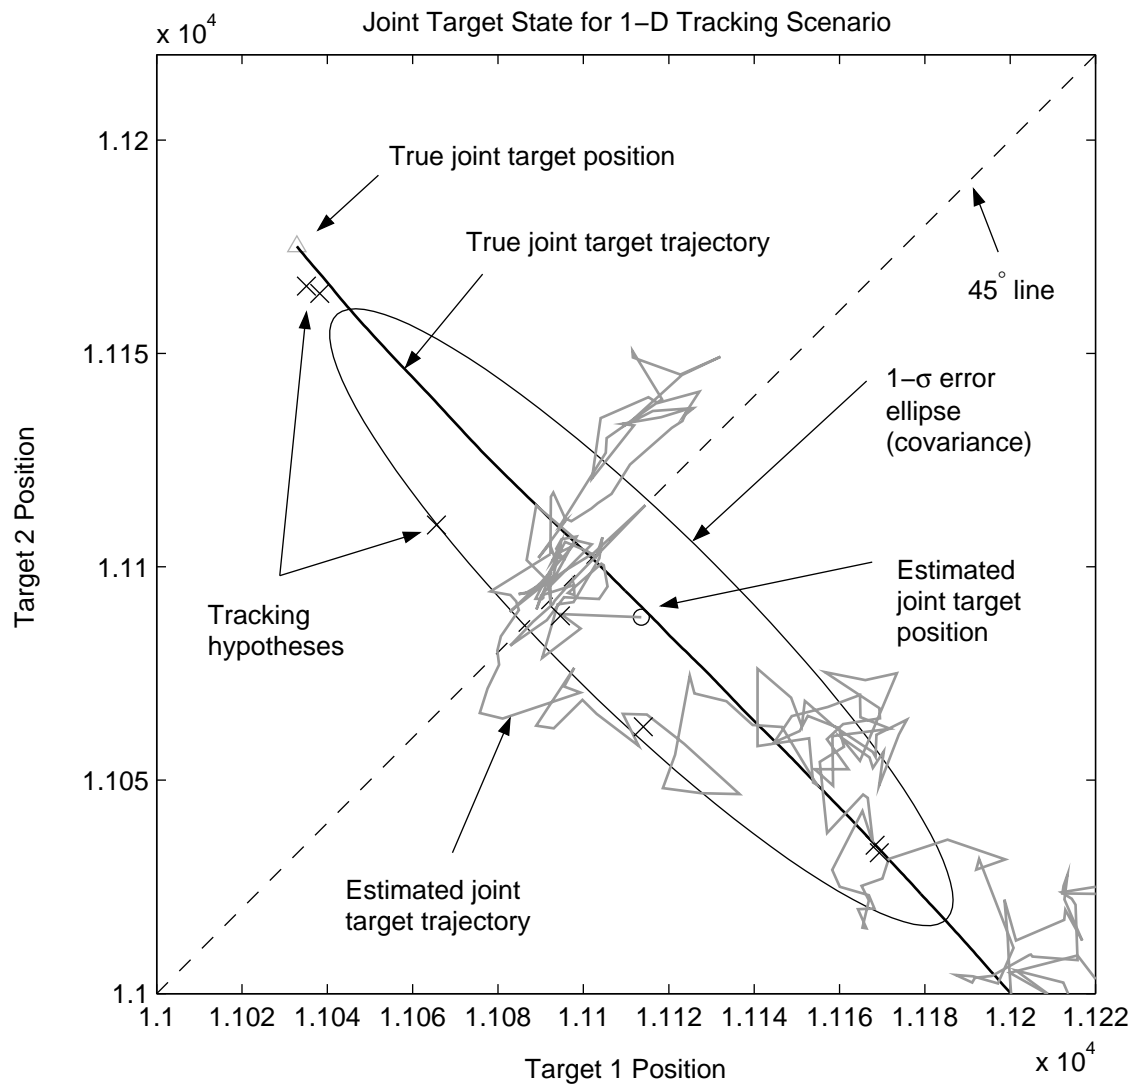 Joint Target State for 1−D Tracking Scenario
x 10^4
1.12
1.115
1.11
1.105
1.1
Target 2 Position
True joint target position
True joint target trajectory
45° line
1−σ error
ellipse
(covariance)
Estimated
joint target
position
Tracking
hypotheses
Estimated joint
target trajectory
1.1 1.102 1.104 1.106 1.108 1.11 1.112 1.114 1.116 1.118 1.12 1.122
x 10^4
Target 1 Position